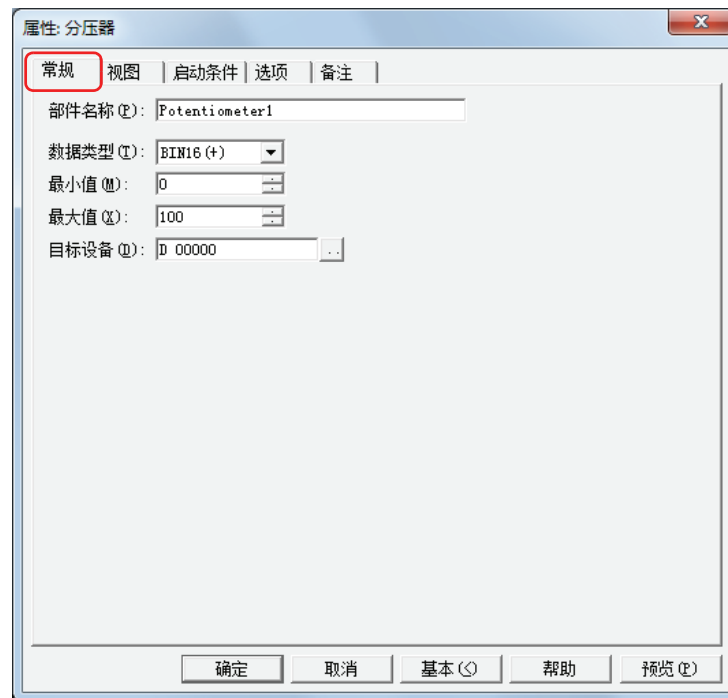 属性: 分压器
常规 视图 启动条件 选项 备注
部件名称(P): Potentiometer1
数据类型(T): BIN16(+)
最小值(M): 0
最大值(X): 100
目标设备(D): D 00000 ..
确定 取消 基本(<) 帮助 预览(P)